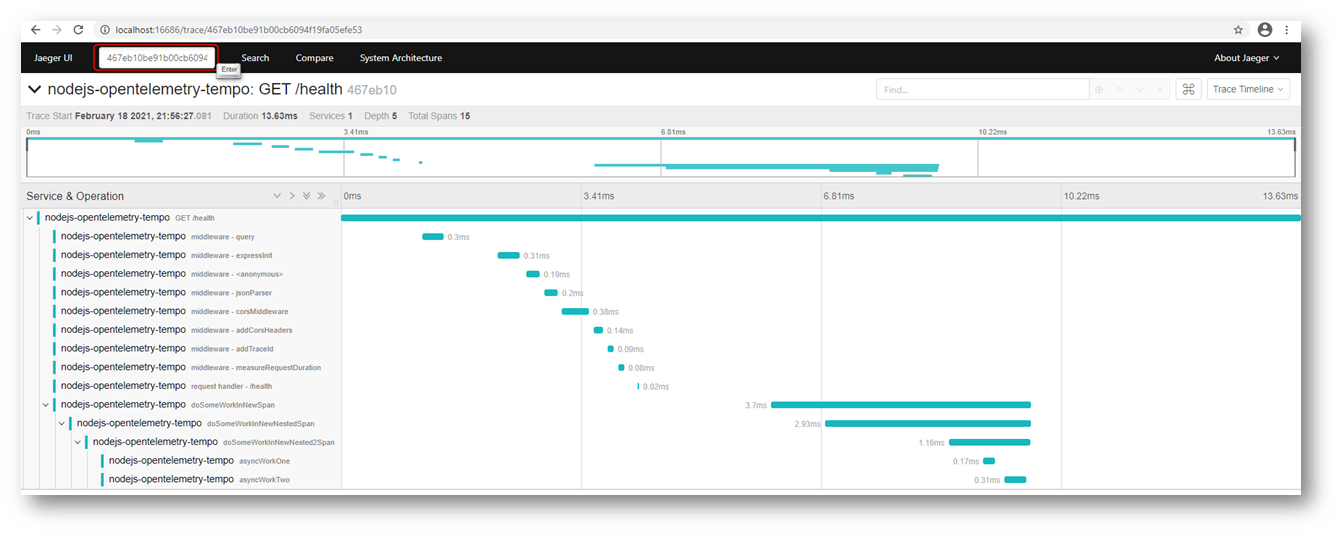 localhost:16686/trace/467eb10be91b00cb6094f19fa05efe53
Jaeger UI 467eb10be91b00cb6094 Search Compare System Architecture About Jaeger
Enter
nodejs-opentelemetry-tempo: GET /health 467eb10 Find... Trace Timeline
Trace Start February 18 2021, 21:56:27.081 Duration 13.63ms Services 1 Depth 5 Total Spans 15
0ms 3.41ms 6.81ms 10.22ms 13.63ms
Service & Operation 0ms 3.41ms 6.81ms 10.22ms 13.63ms
nodejs-opentelemetry-tempo GET /health
nodejs-opentelemetry-tempo middleware - query 0.3ms
nodejs-opentelemetry-tempo middleware - expressInit 0.31ms
nodejs-opentelemetry-tempo middleware - <anonymous> 0.19ms
nodejs-opentelemetry-tempo middleware - jsonParser 0.2ms
nodejs-opentelemetry-tempo middleware - corsMiddleware 0.38ms
nodejs-opentelemetry-tempo middleware - addCorsHeaders 0.14ms
nodejs-opentelemetry-tempo middleware - addTraceId 0.09ms
nodejs-opentelemetry-tempo middleware - measureRequestDuration 0.08ms
nodejs-opentelemetry-tempo request handler - /health 0.02ms
nodejs-opentelemetry-tempo doSomeWorkInNewSpan 3.7ms
nodejs-opentelemetry-tempo doSomeWorkInNewNestedSpan 2.93ms
nodejs-opentelemetry-tempo doSomeWorkInNewNested2Span 1.16ms
nodejs-opentelemetry-tempo asyncWorkOne 0.17ms
nodejs-opentelemetry-tempo asyncWorkTwo 0.31ms